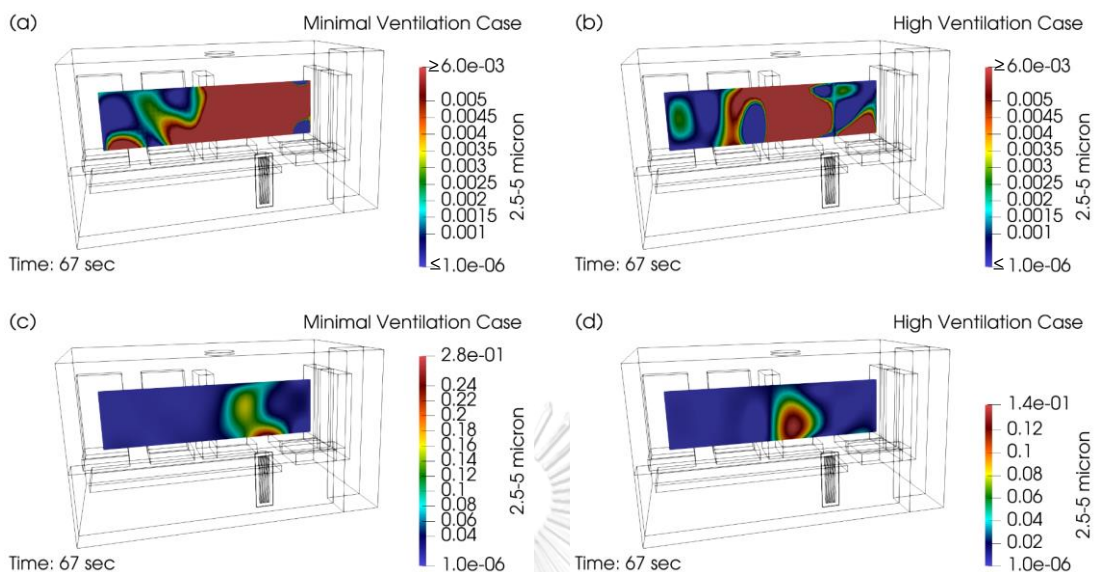 (a) Minimal Ventilation Case
≥6.0e-03
0.005
0.004
0.0035
0.003
0.0025
0.002
0.0015
0.001
≤1.0e-06
2.5-5 micron
Time: 67 sec
(b) High Ventilation Case
≥6.0e-03
0.005
0.004
0.0035
0.003
0.0025
0.002
0.0015
0.001
≤1.0e-06
2.5-5 micron
Time: 67 sec
(c) Minimal Ventilation Case
2.8e-01
0.24
0.22
0.2
0.18
0.16
0.14
0.12
0.1
0.08
0.06
0.04
1.0e-06
2.5-5 micron
Time: 67 sec
(d) High Ventilation Case
1.4e-01
0.12
0.1
0.08
0.06
0.04
0.02
1.0e-06
2.5-5 micron
Time: 67 sec